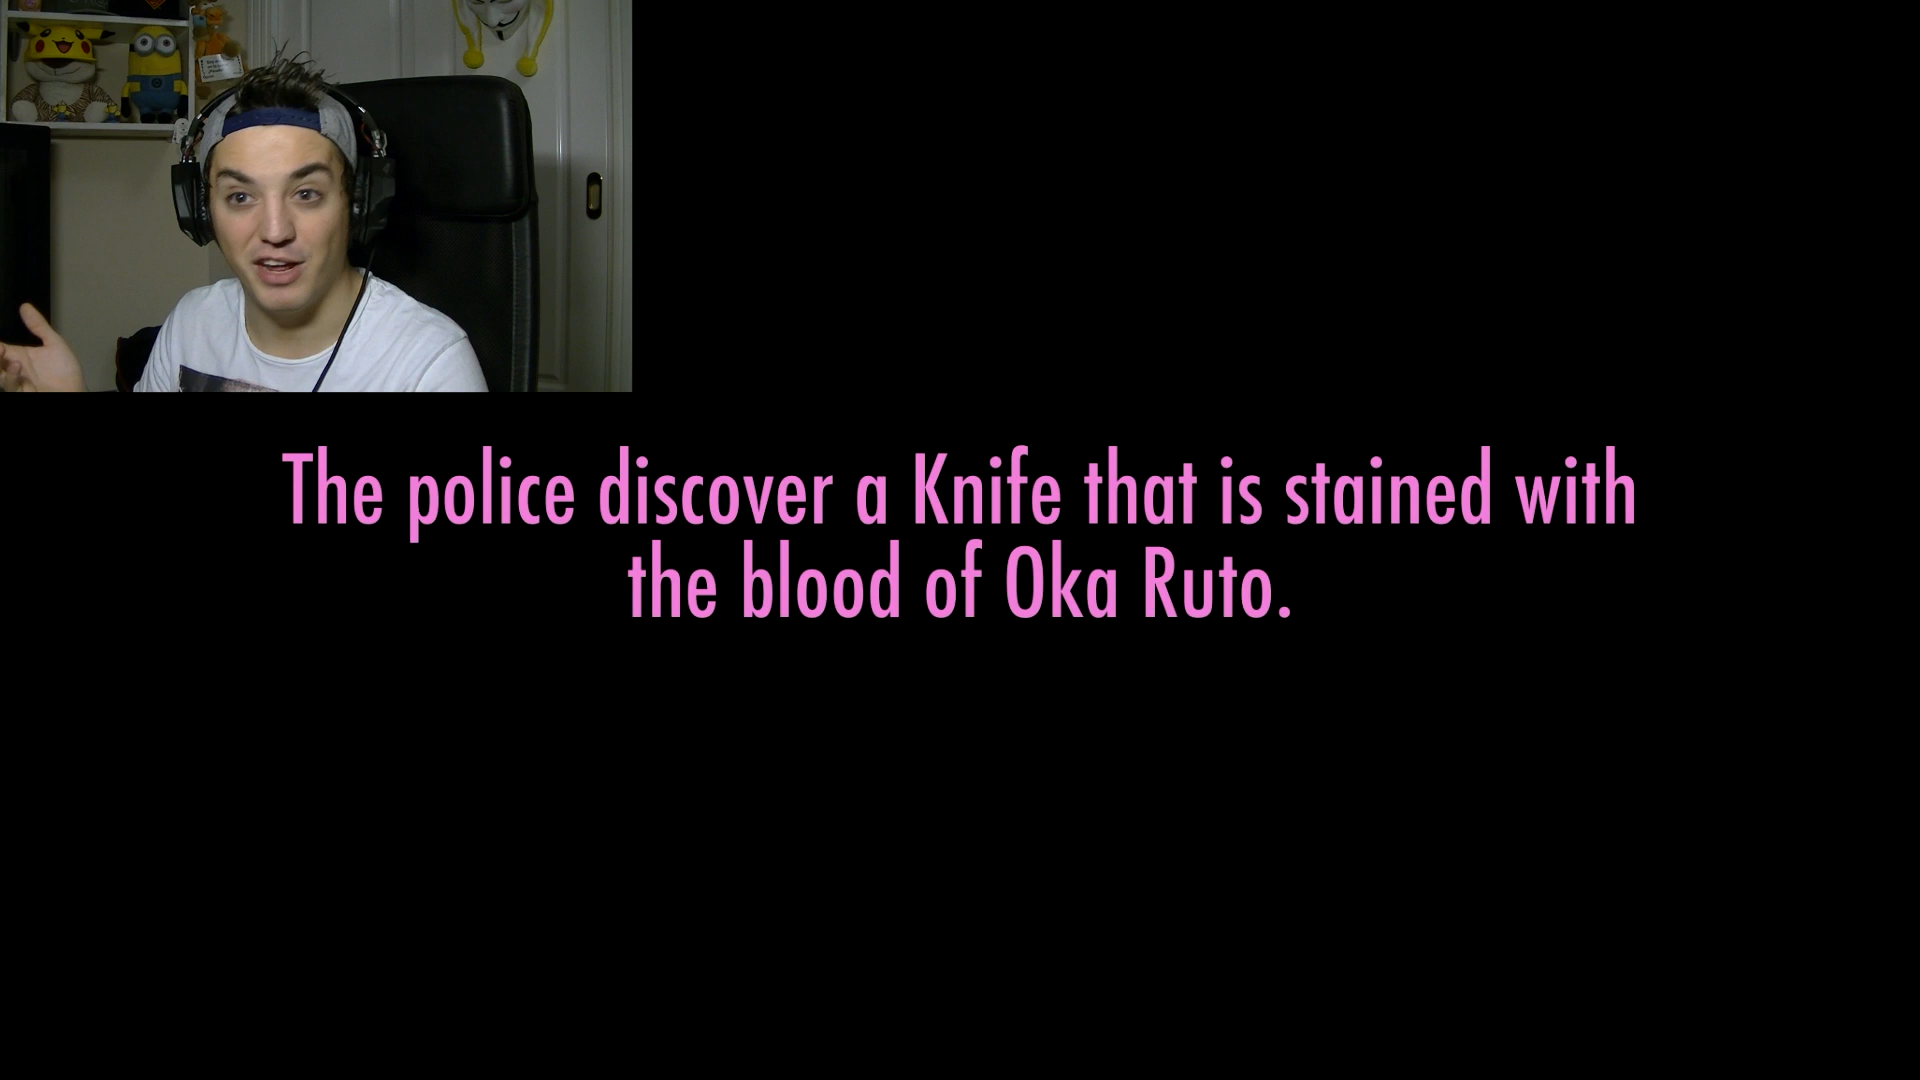 The police discover a Knife that is stained with
the blood of Oka Ruto.